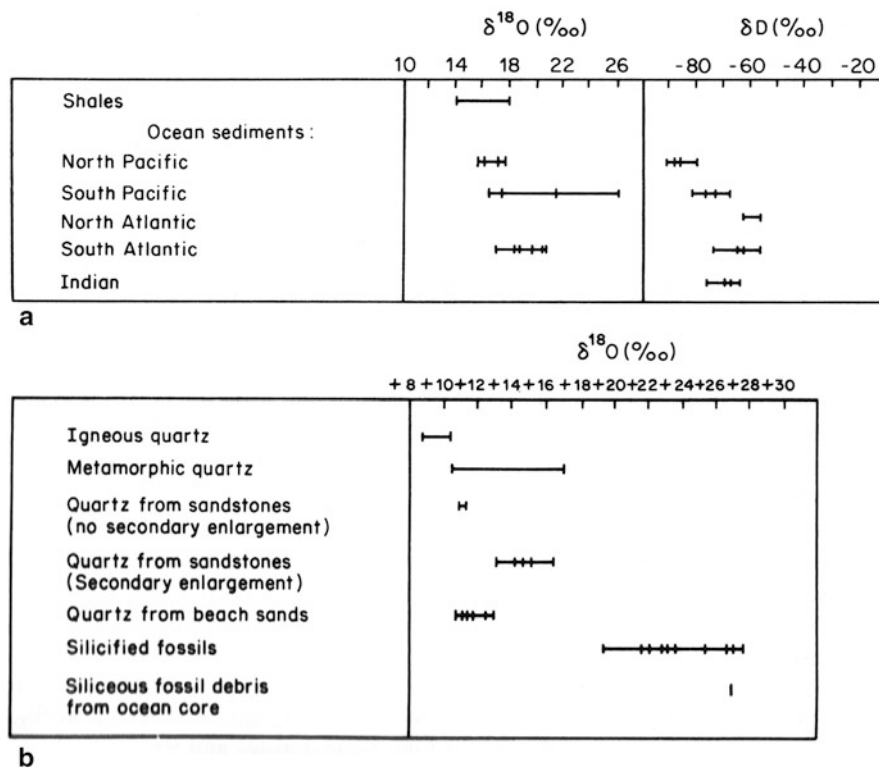 δ¹⁸O (‰) δD (‰)
10 14 18 22 26 -80 -60 -40 -20
Shales
Ocean sediments :
North Pacific
South Pacific
North Atlantic
South Atlantic
Indian
a
δ¹⁸O (‰)
+8 +10 +12 +14 +16 +18 +20 +22 +24 +26 +28 +30
Igneous quartz
Metamorphic quartz
Quartz from sandstones
(no secondary enlargement)
Quartz from sandstones
(Secondary enlargement)
Quartz from beach sands
Silicified fossils
Siliceous fossil debris
from ocean core
b